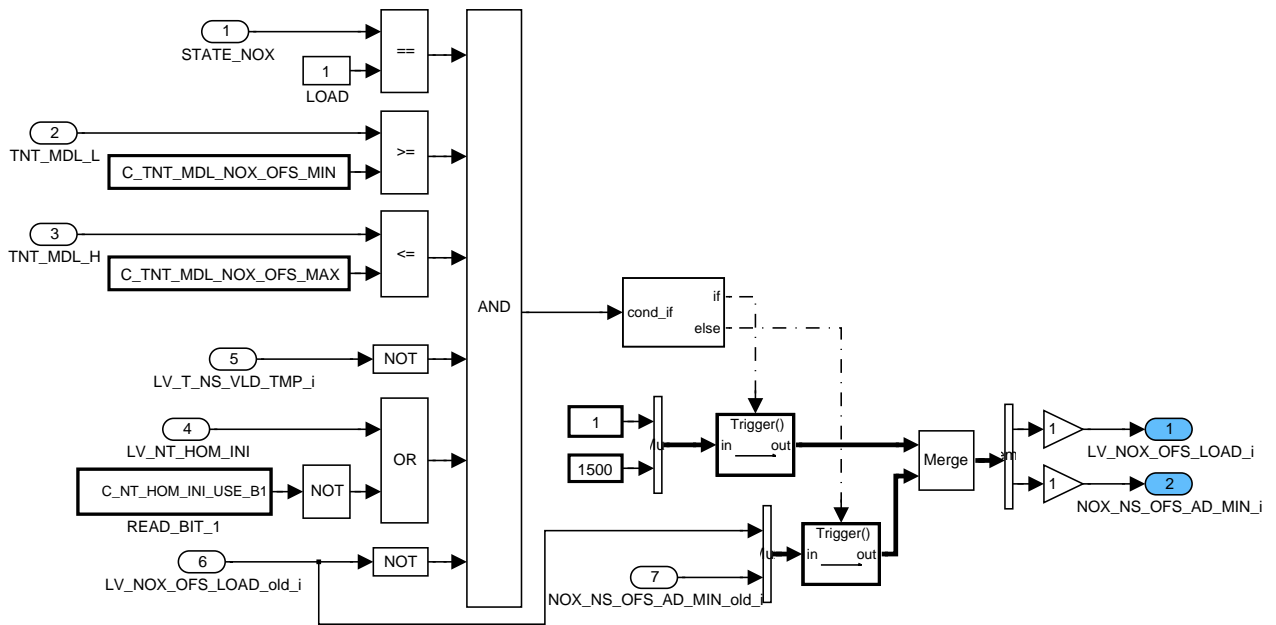 1
STATE_NOX
1
LOAD
==
2
TNT_MDL_L
C_TNT_MDL_NOX_OFS_MIN
>=
3
TNT_MDL_H
C_TNT_MDL_NOX_OFS_MAX
<=
AND
cond_if
if
else
5
LV_T_NS_VLD_TMP_i
NOT
4
LV_NT_HOM_INI
C_NT_HOM_INI_USE_B1
READ_BIT_1
NOT
OR
6
LV_NOX_OFS_LOAD_old_i
NOT
1
1500
Trigger()
in
out
7
NOX_NS_OFS_AD_MIN_old_i
Trigger()
in
out
Merge
1
1
LV_NOX_OFS_LOAD_i
1
2
NOX_NS_OFS_AD_MIN_i